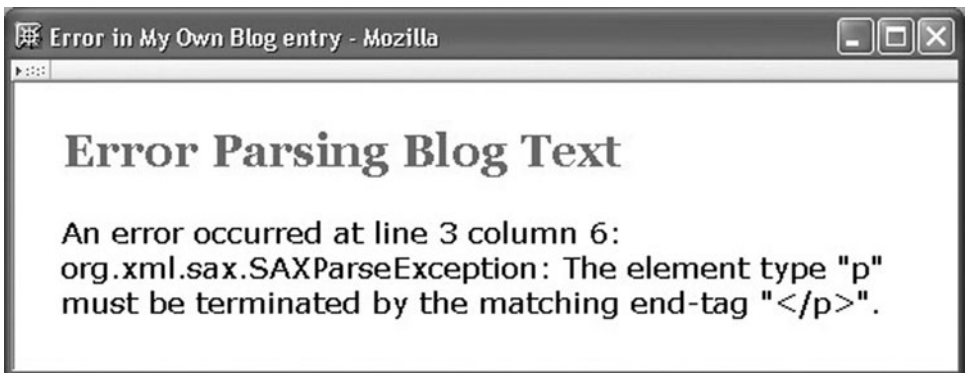 Error in My Own Blog entry - Mozilla
Error Parsing Blog Text
An error occurred at line 3 column 6:
org.xml.sax.SAXParseException: The element type "p"
must be terminated by the matching end-tag "</p>".